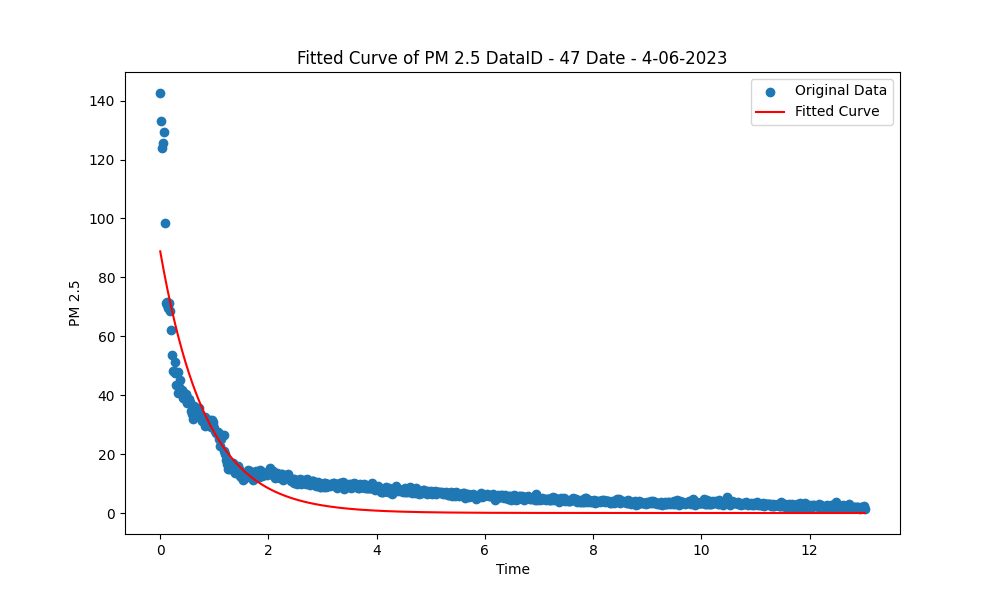 Fitted Curve of PM 2.5 DataID - 47 Date - 4-06-2023
Original Data
Fitted Curve
140
120
100
80
60
40
20
0
PM 2.5
0 2 4 6 8 10 12
Time